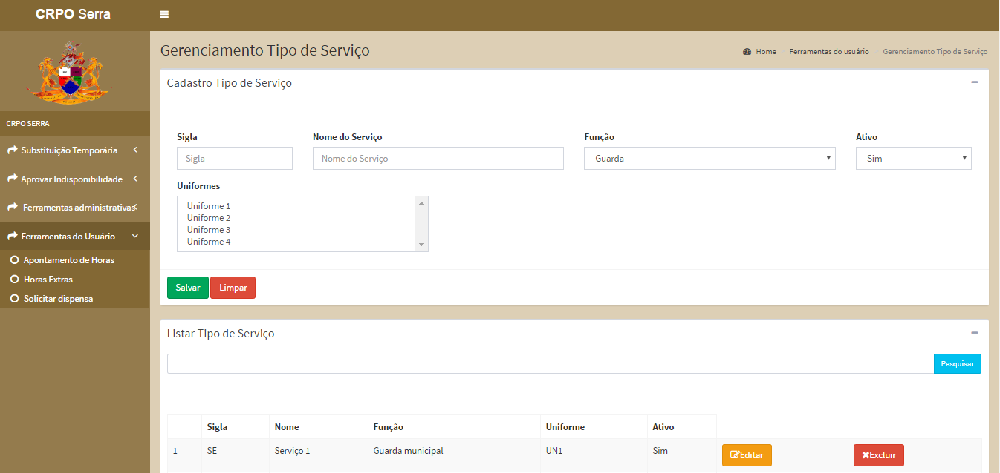 CRPO Serra
CRPO SERRA
Substituição Temporária
Aprovar Indisponibilidade
Ferramentas administrativas
Ferramentas do Usuário
Apontamento de Horas
Horas Extras
Solicitar dispensa
Gerenciamento Tipo de Serviço
Home Ferramentas do usuário Gerenciamento Tipo de Serviço
Cadastro Tipo de Serviço
Sigla Nome do Serviço Função Ativo
Sigla Nome do Serviço Guarda Sim
Uniformes
Uniforme 1
Uniforme 2
Uniforme 3
Uniforme 4
Salvar Limpar
Listar Tipo de Serviço
Pesquisar
Sigla Nome Função Uniforme Ativo
1 SE Serviço 1 Guarda municipal UN1 Sim Editar Excluir